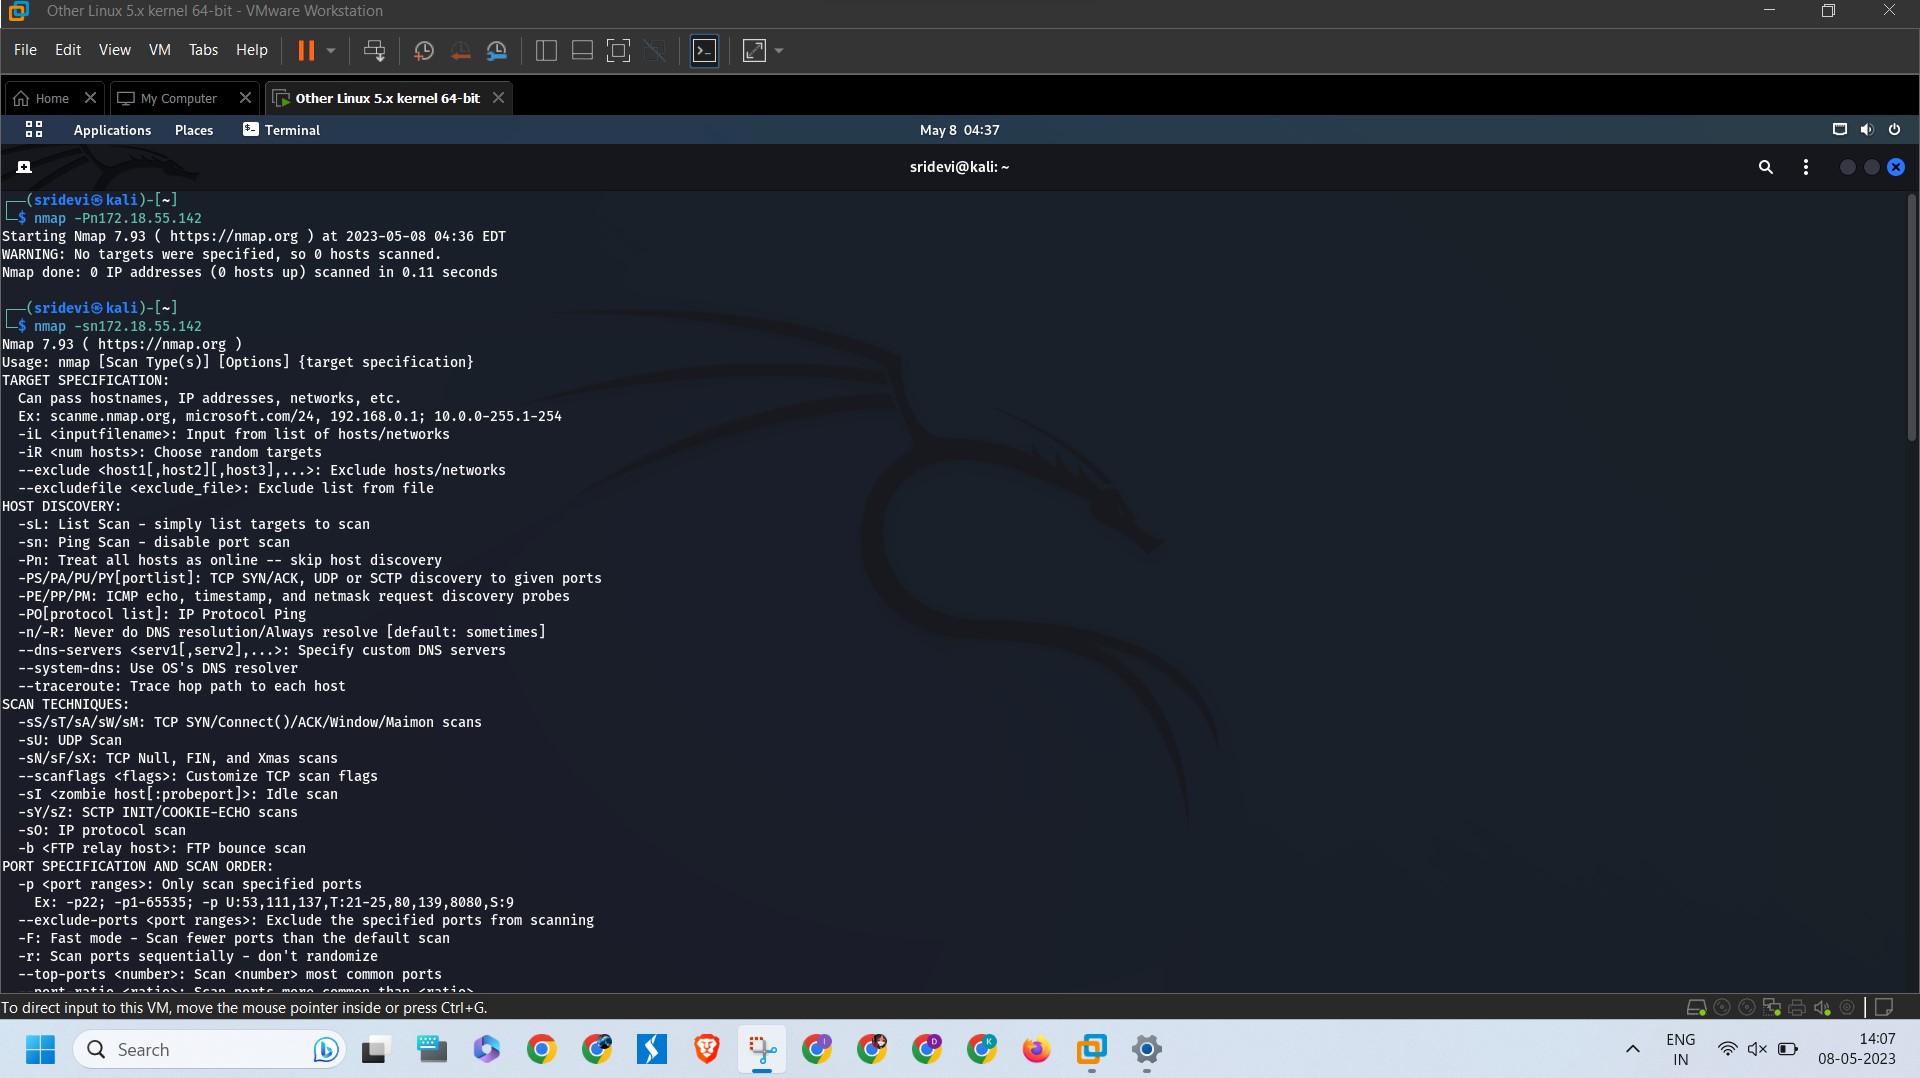 Other Linux 5.x kernel 64-bit - VMware Workstation
File Edit View VM Tabs Help
Home My Computer Other Linux 5.x kernel 64-bit
Applications Places Terminal May 8 04:37
sridevi@kali: ~
┌──(sridevi㉿kali)-[~]
└─$ nmap -Pn172.18.55.142
Starting Nmap 7.93 ( https://nmap.org ) at 2023-05-08 04:36 EDT
WARNING: No targets were specified, so 0 hosts scanned.
Nmap done: 0 IP addresses (0 hosts up) scanned in 0.11 seconds
┌──(sridevi㉿kali)-[~]
└─$ nmap -sn172.18.55.142
Nmap 7.93 ( https://nmap.org )
Usage: nmap [Scan Type(s)] [Options] {target specification}
TARGET SPECIFICATION:
  Can pass hostnames, IP addresses, networks, etc.
  Ex: scanme.nmap.org, microsoft.com/24, 192.168.0.1; 10.0.0-255.1-254
  -iL <inputfilename>: Input from list of hosts/networks
  -iR <num hosts>: Choose random targets
  --exclude <host1[,host2][,host3],...>: Exclude hosts/networks
  --excludefile <exclude_file>: Exclude list from file
HOST DISCOVERY:
  -sL: List Scan - simply list targets to scan
  -sn: Ping Scan - disable port scan
  -Pn: Treat all hosts as online -- skip host discovery
  -PS/PA/PU/PY[portlist]: TCP SYN/ACK, UDP or SCTP discovery to given ports
  -PE/PP/PM: ICMP echo, timestamp, and netmask request discovery probes
  -PO[protocol list]: IP Protocol Ping
  -n/-R: Never do DNS resolution/Always resolve [default: sometimes]
  --dns-servers <serv1[,serv2],...>: Specify custom DNS servers
  --system-dns: Use OS's DNS resolver
  --traceroute: Trace hop path to each host
SCAN TECHNIQUES:
  -sS/sT/sA/sW/sM: TCP SYN/Connect()/ACK/Window/Maimon scans
  -sU: UDP Scan
  -sN/sF/sX: TCP Null, FIN, and Xmas scans
  --scanflags <flags>: Customize TCP scan flags
  -sI <zombie host[:probeport]>: Idle scan
  -sY/sZ: SCTP INIT/COOKIE-ECHO scans
  -sO: IP protocol scan
  -b <FTP relay host>: FTP bounce scan
PORT SPECIFICATION AND SCAN ORDER:
  -p <port ranges>: Only scan specified ports
    Ex: -p22; -p1-65535; -p U:53,111,137,T:21-25,80,139,8080,S:9
  --exclude-ports <port ranges>: Exclude the specified ports from scanning
  -F: Fast mode - Scan fewer ports than the default scan
  -r: Scan ports sequentially - don't randomize
  --top-ports <number>: Scan <number> most common ports
  --port-ratio <ratio>: Scan ports more common than <ratio>
To direct input to this VM, move the mouse pointer inside or press Ctrl+G.
Search
ENG
IN
14:07
08-05-2023